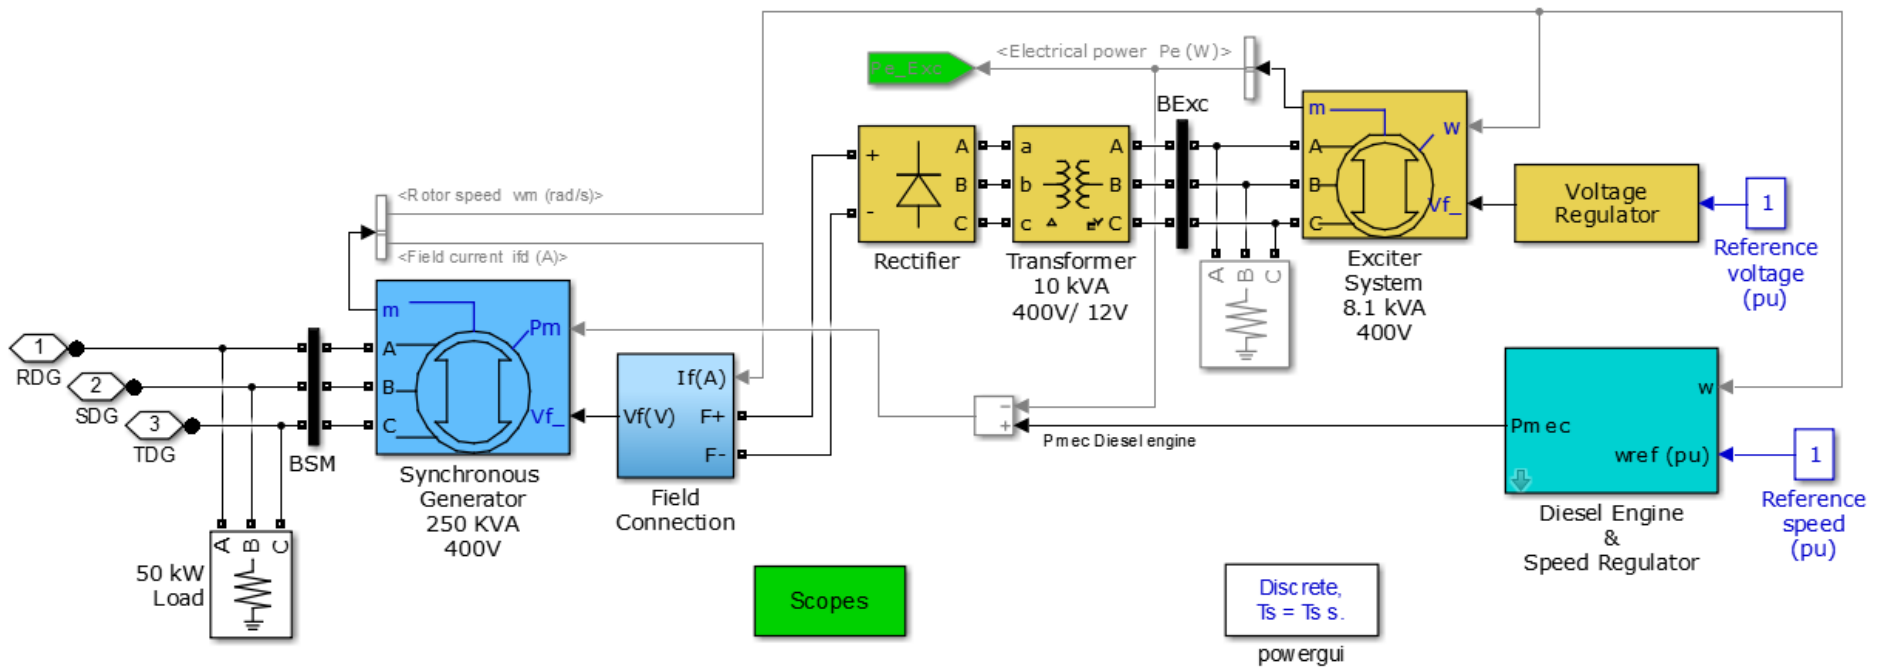 <Electrical power Pe (W)>
Pe_Exc
BExc
m
w
A
B
C
Vf_
+
-
A
B
C
Rectifier
a
b
c
A
B
C
Transformer
10 kVA
400V/ 12V
A
B
C
Exciter
System
8.1 kVA
400V
Voltage
Regulator
1
Reference
voltage
(pu)
<Rotor speed wm (rad/s)>
<Field current ifd (A)>
m
Pm
A
B
C
Vf_
1
RDG
2
SDG
3
TDG
BSM
Synchronous
Generator
250 KVA
400V
If(A)
Vf(V)
F+
F-
Field
Connection
−
+
Pmec Diesel engine
w
Pmec
wref (pu)
Diesel Engine
&
Speed Regulator
1
Reference
speed
(pu)
A
B
C
50 kW
Load
Scopes
Discrete,
Ts = Ts s.
powergui